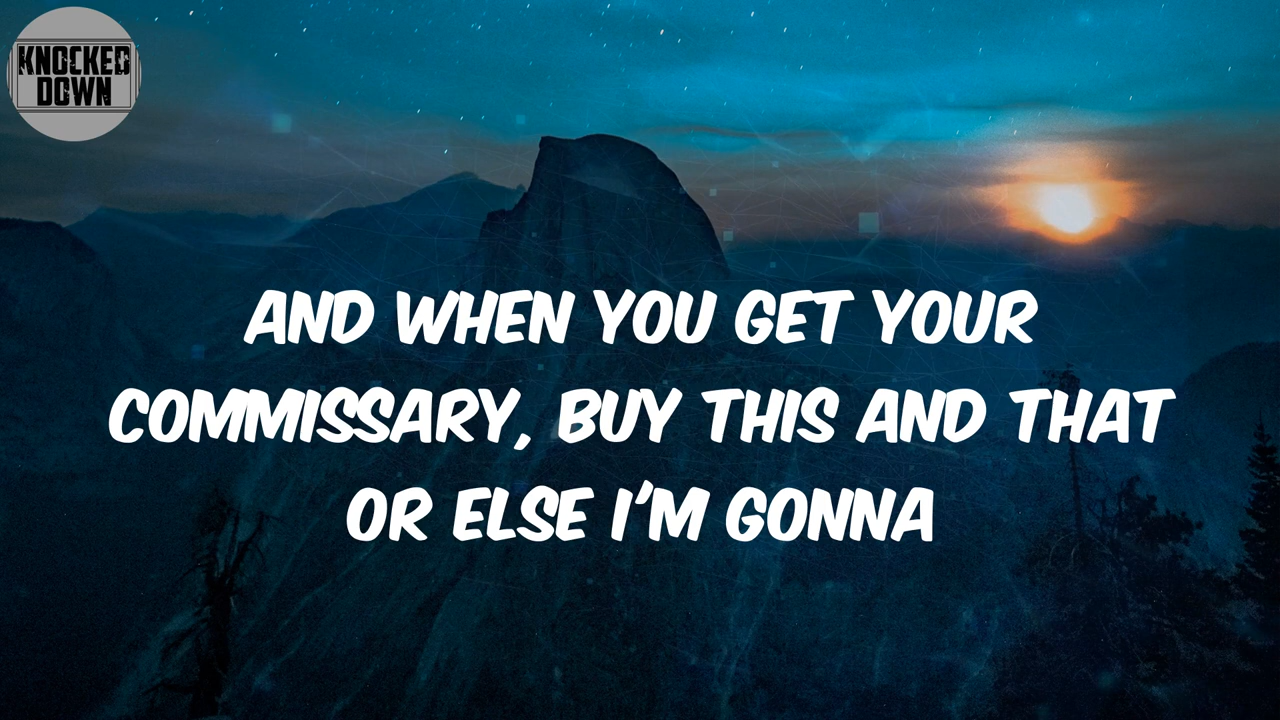 KNOCKED
DOWN
AND WHEN YOU GET YOUR
COMMISSARY, BUY THIS AND THAT
OR ELSE I'M GONNA